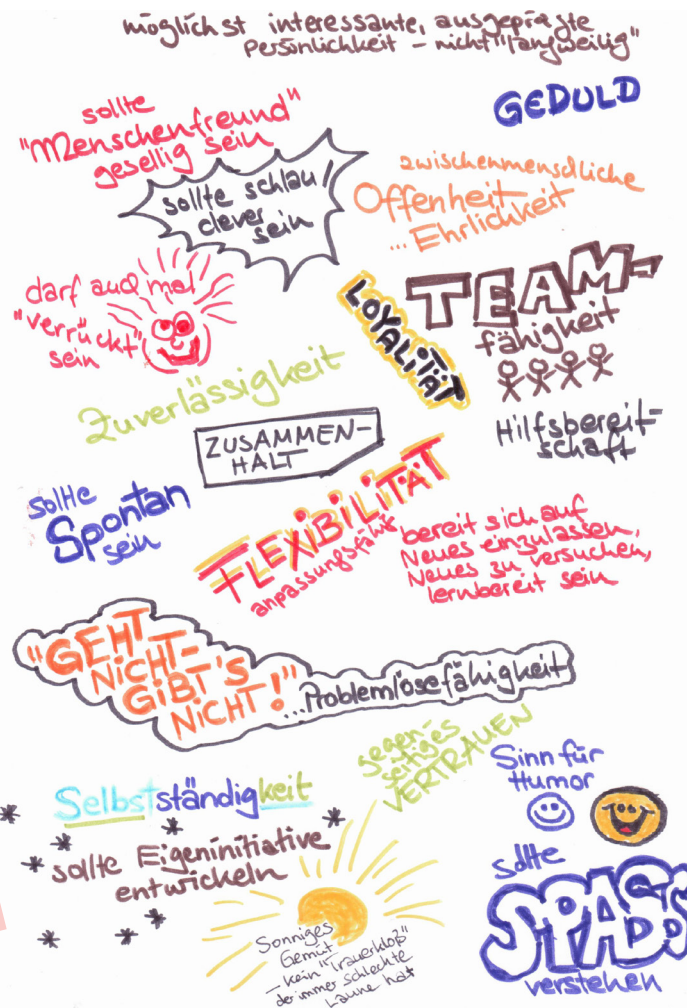 möglichst interessante, ausgeprägte
Persönlichkeit - nicht "langweilig"
GEDULD
sollte
"Menschenfreund"
gesellig sein
sollte schlau /
clever
sein
zwischenmenschliche
Offenheit
... Ehrlichkeit
darf auch mal
"verrückt"
sein
LOYALITÄT
TEAM-
fähigkeit
Zuverlässigkeit
ZUSAMMEN-
HALT
Hilfsbereit-
schaft
sollte
Spontan
sein
FLEXIBILITÄT
anpassungsfähig
bereit sich auf
Neues einzulassen,
Neues zu versuchen,
lernbereit sein
"GEHT
NICHT-
GIBT'S
NICHT!"
...Problemlösefähigkeit
gegen-
seitiges
VERTRAUEN
Sinn für
Humor
Selbstständigkeit
sollte Eigeninitiative
entwickeln
sollte
SPASS
verstehen
Sonniges
Gemüt
- kein "Trauerkloß"
der immer schlechte
Laune hat